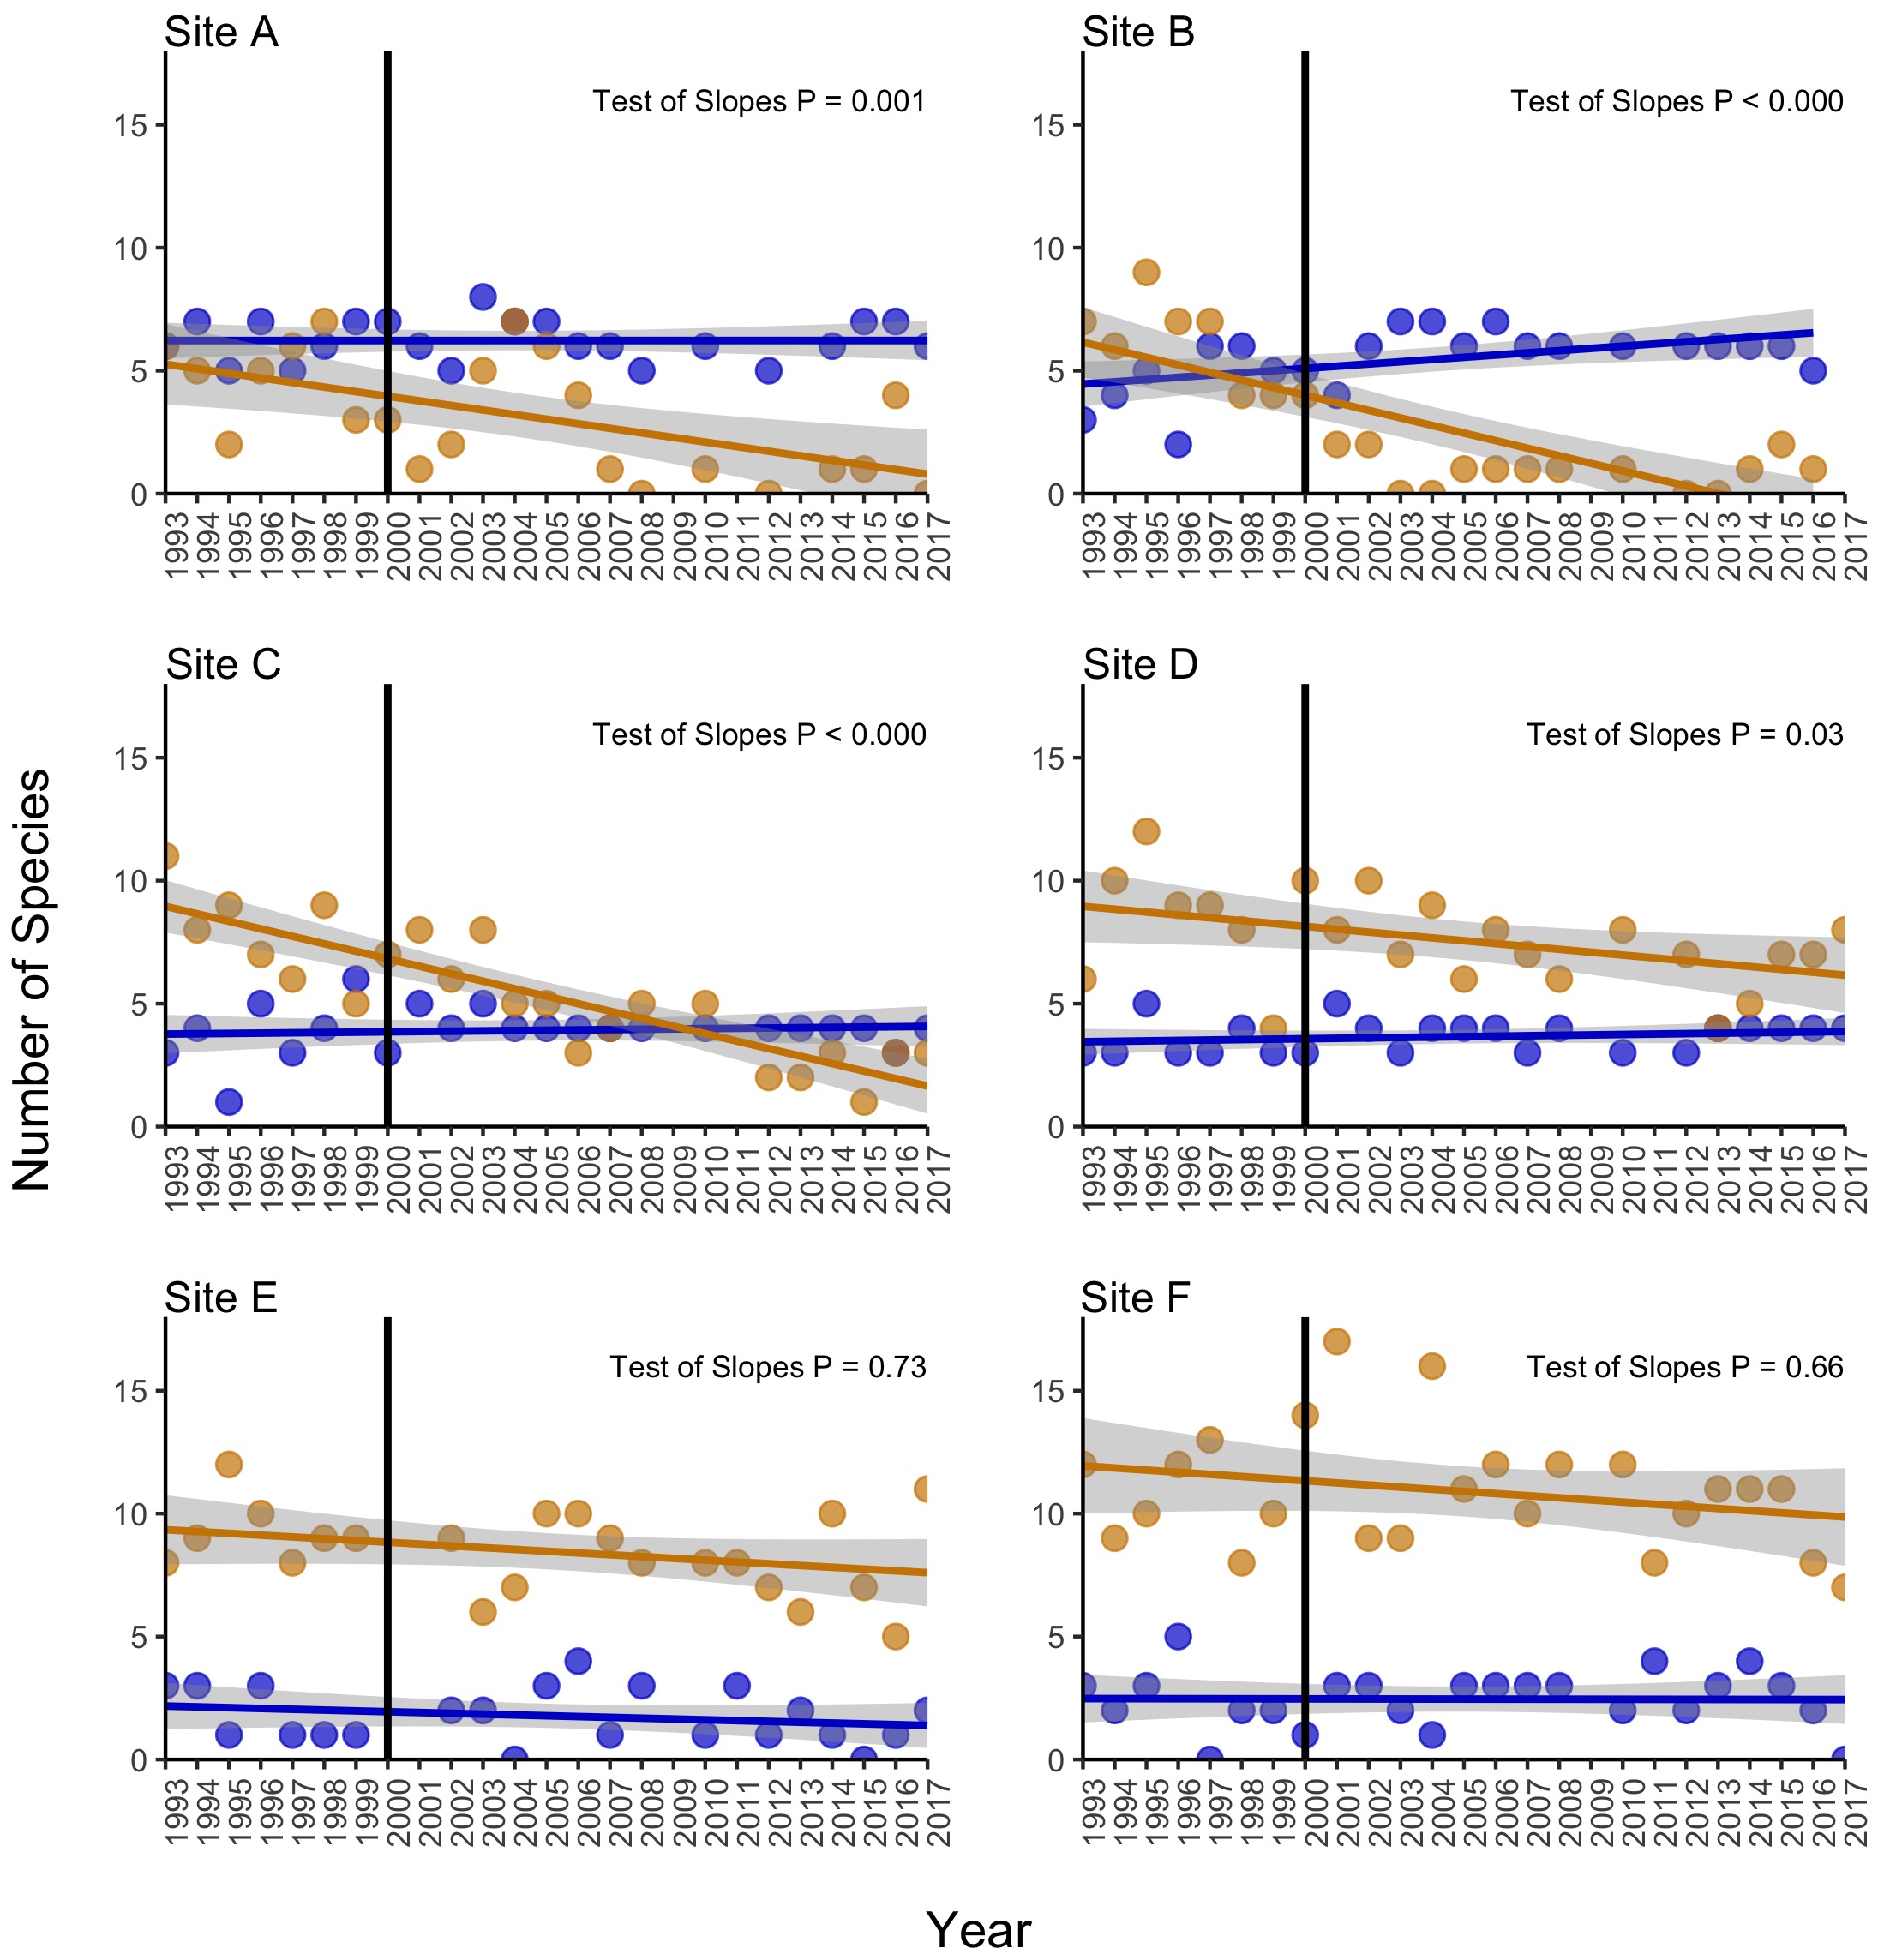 Site A
Test of Slopes P = 0.001
15
10
5
0
1993 1994 1995 1996 1997 1998 1999 2000 2001 2002 2003 2004 2005 2006 2007 2008 2009 2010 2011 2012 2013 2014 2015 2016 2017
Site B
Test of Slopes P < 0.000
15
10
5
0
1993 1994 1995 1996 1997 1998 1999 2000 2001 2002 2003 2004 2005 2006 2007 2008 2009 2010 2011 2012 2013 2014 2015 2016 2017
Number of Species
Site C
Test of Slopes P < 0.000
15
10
5
0
1993 1994 1995 1996 1997 1998 1999 2000 2001 2002 2003 2004 2005 2006 2007 2008 2009 2010 2011 2012 2013 2014 2015 2016 2017
Site D
Test of Slopes P = 0.03
15
10
5
0
1993 1994 1995 1996 1997 1998 1999 2000 2001 2002 2003 2004 2005 2006 2007 2008 2009 2010 2011 2012 2013 2014 2015 2016 2017
Site E
Test of Slopes P = 0.73
15
10
5
0
1993 1994 1995 1996 1997 1998 1999 2000 2001 2002 2003 2004 2005 2006 2007 2008 2009 2010 2011 2012 2013 2014 2015 2016 2017
Site F
Test of Slopes P = 0.66
15
10
5
0
1993 1994 1995 1996 1997 1998 1999 2000 2001 2002 2003 2004 2005 2006 2007 2008 2009 2010 2011 2012 2013 2014 2015 2016 2017
Year